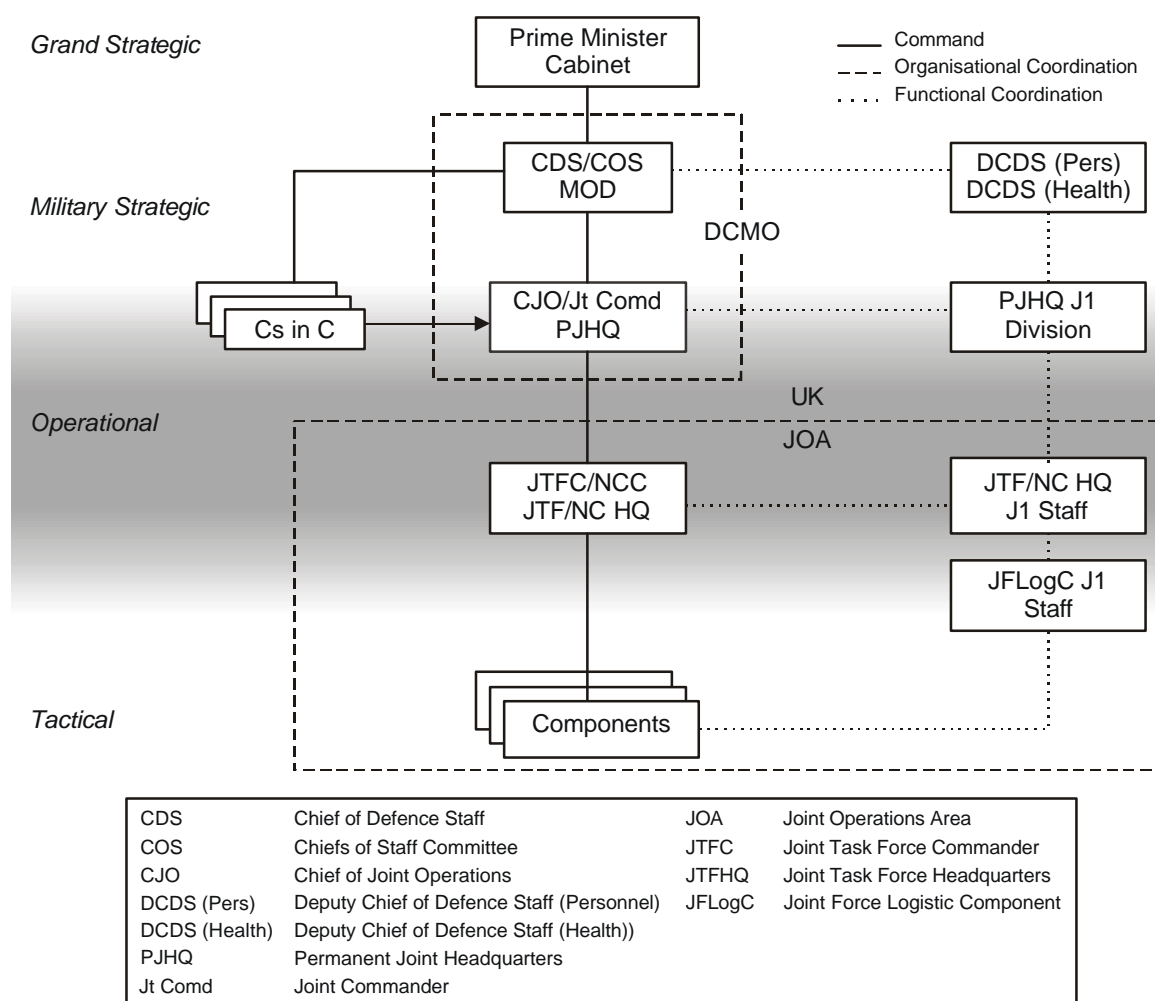 Grand Strategic
Prime Minister
Cabinet
Command
Organisational Coordination
Functional Coordination
CDS/COS
MOD
DCDS (Pers)
DCDS (Health)
Military Strategic
DCMO
Cs in C
CJO/Jt Comd
PJHQ
PJHQ J1
Division
Operational
UK
JOA
JTFC/NCC
JTF/NC HQ
JTF/NC HQ
J1 Staff
JFLogC J1
Staff
Tactical
Components
CDS Chief of Defence Staff
COS Chiefs of Staff Committee
CJO Chief of Joint Operations
DCDS (Pers) Deputy Chief of Defence Staff (Personnel)
DCDS (Health) Deputy Chief of Defence Staff (Health))
PJHQ Permanent Joint Headquarters
Jt Comd Joint Commander
JOA Joint Operations Area
JTFC Joint Task Force Commander
JTFHQ Joint Task Force Headquarters
JFLogC Joint Force Logistic Component